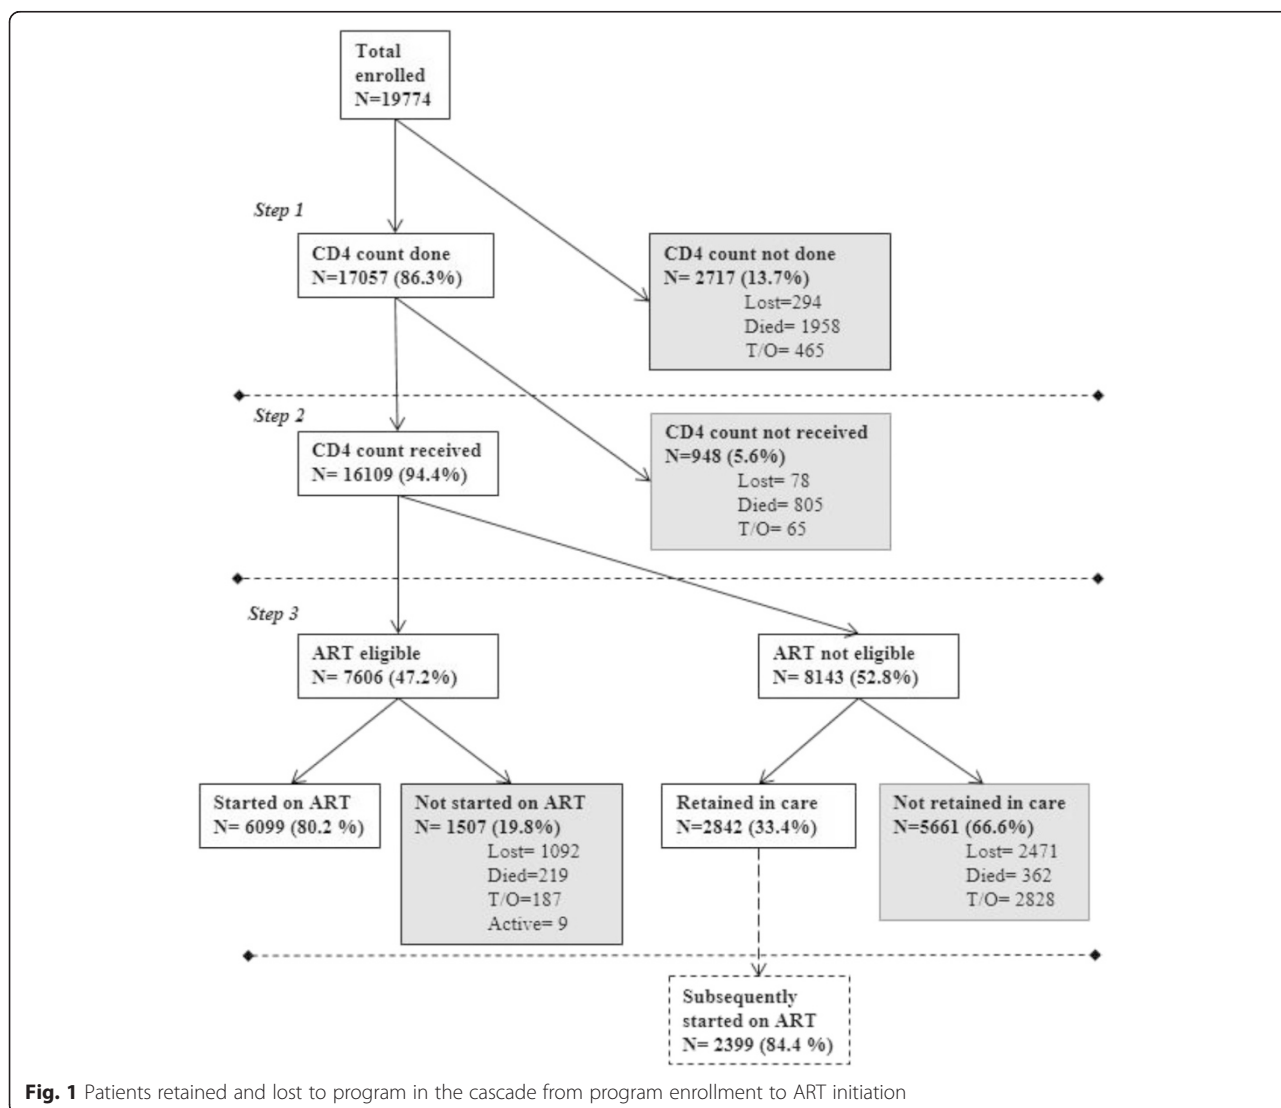 Total
enrolled
N=19774
Step 1
CD4 count done
N=17057 (86.3%)
CD4 count not done
N= 2717 (13.7%)
Lost=294
Died= 1958
T/O= 465
Step 2
CD4 count received
N= 16109 (94.4%)
CD4 count not received
N=948 (5.6%)
Lost= 78
Died= 805
T/O= 65
Step 3
ART eligible
N= 7606 (47.2%)
ART not eligible
N= 8143 (52.8%)
Started on ART
N= 6099 (80.2 %)
Not started on ART
N= 1507 (19.8%)
Lost= 1092
Died=219
T/O=187
Active= 9
Retained in care
N=2842 (33.4%)
Not retained in care
N=5661 (66.6%)
Lost= 2471
Died= 362
T/O= 2828
Subsequently
started on ART
N= 2399 (84.4 %)
Fig. 1 Patients retained and lost to program in the cascade from program enrollment to ART initiation